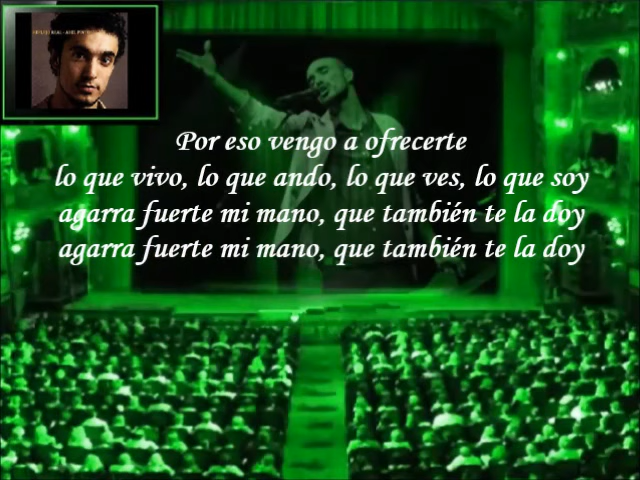 Por eso vengo a ofrecerte
lo que vivo, lo que ando, lo que ves, lo que soy
agarra fuerte mi mano, que también te la doy
agarra fuerte mi mano, que también te la doy